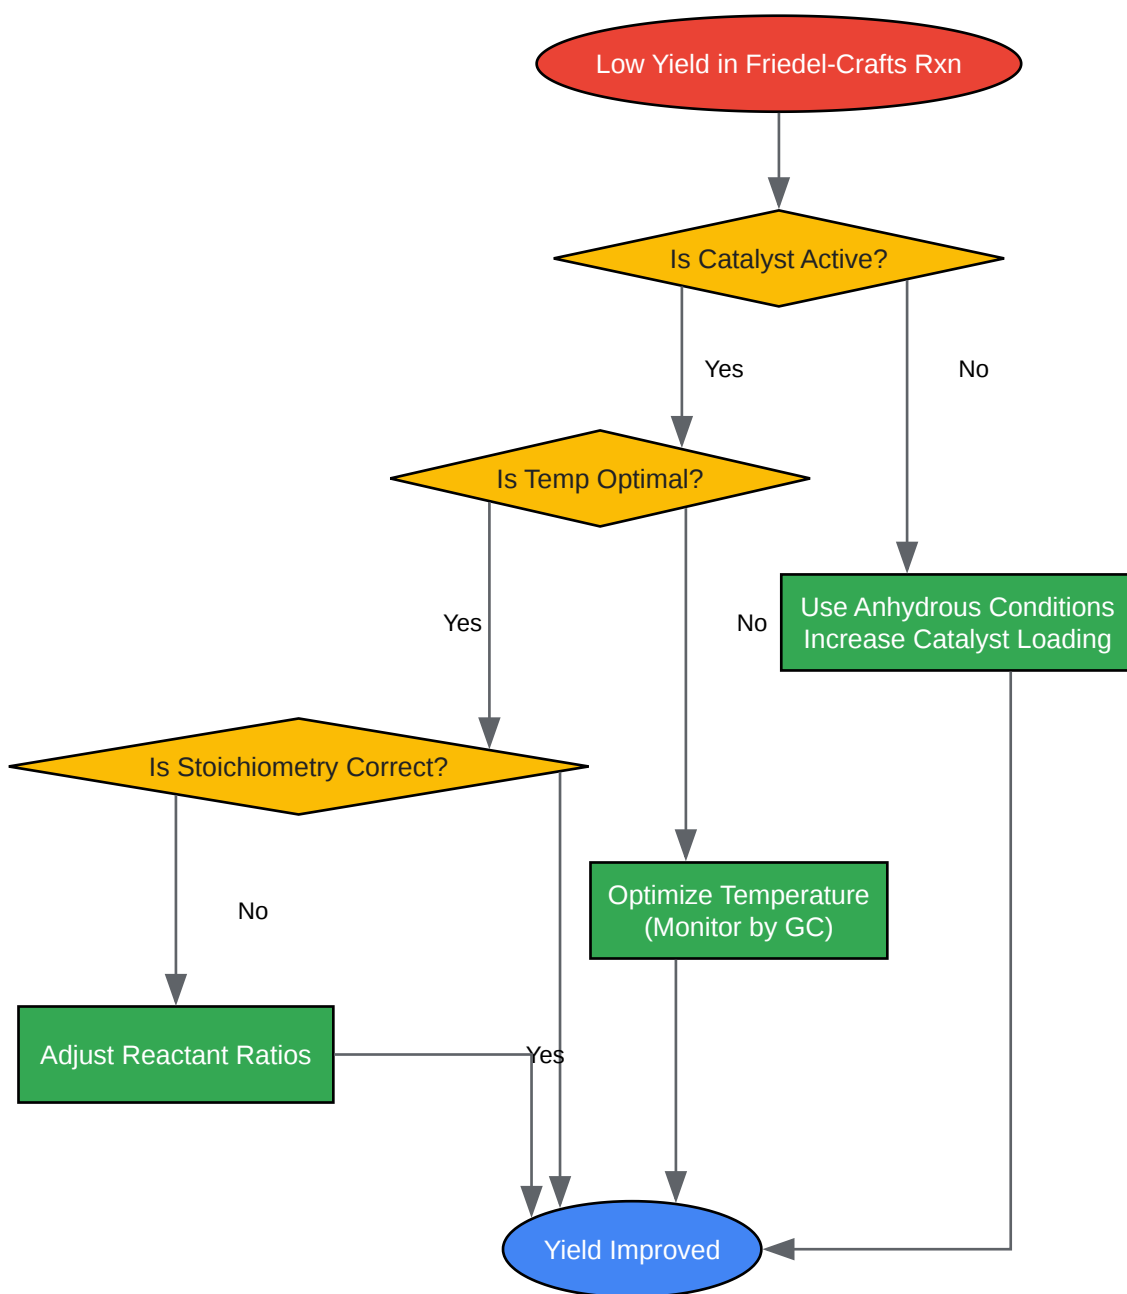 Low Yield in Friedel-Crafts Rxn
Is Catalyst Active?
Yes
No
Is Temp Optimal?
Yes
No
Use Anhydrous Conditions
Increase Catalyst Loading
Is Stoichiometry Correct?
No
Optimize Temperature
(Monitor by GC)
Adjust Reactant Ratios
Yes
Yield Improved